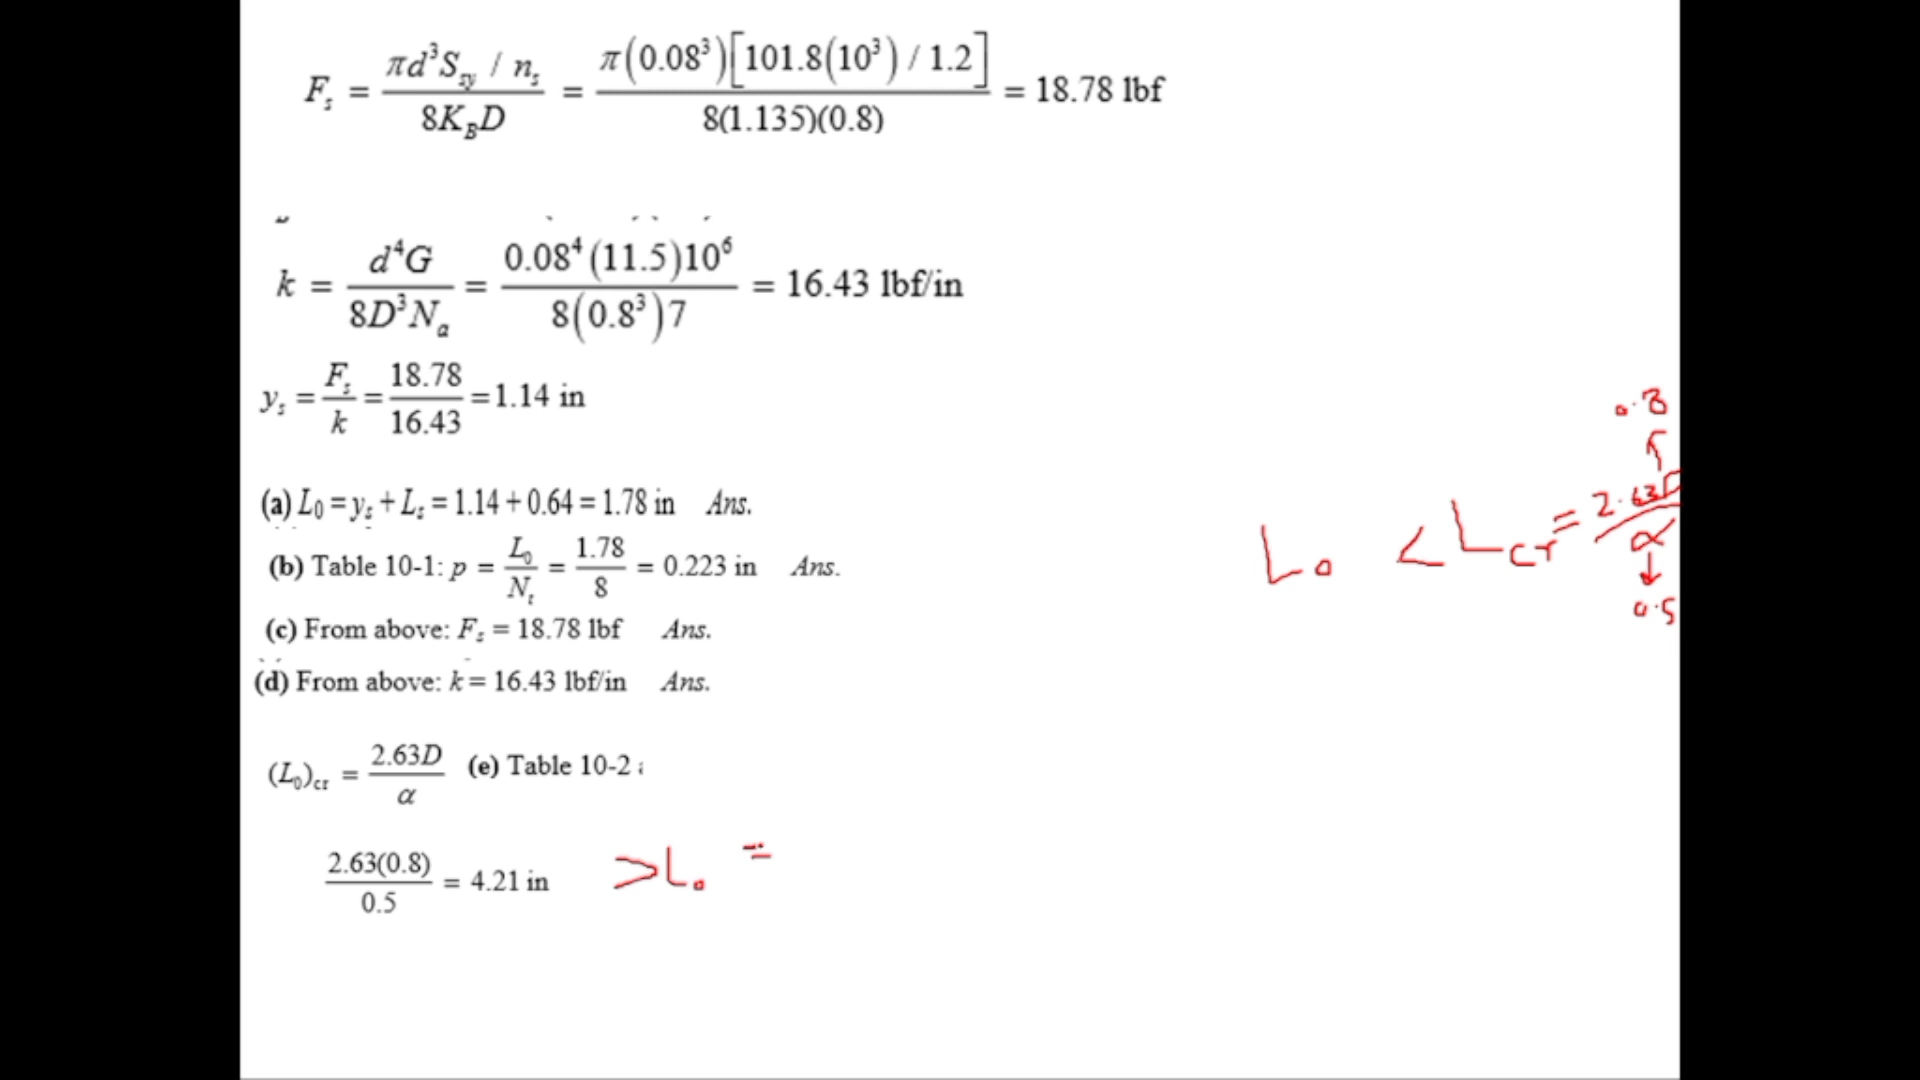 F_s = πd³S_sy / n_s / 8K_BD = π(0.08³)[101.8(10³) / 1.2] / 8(1.135)(0.8) = 18.78 lbf
k = d⁴G / 8D³N_a = 0.08⁴(11.5)10⁶ / 8(0.8³)7 = 16.43 lbf/in
y_s = F_s / k = 18.78 / 16.43 = 1.14 in
(a) L₀ = y_s + L_s = 1.14 + 0.64 = 1.78 in Ans.
(b) Table 10-1: p = L₀ / N_t = 1.78 / 8 = 0.223 in Ans.
(c) From above: F_s = 18.78 lbf Ans.
(d) From above: k = 16.43 lbf/in Ans.
(L₀)_cr = 2.63D / α (e) Table 10-2
2.63(0.8) / 0.5 = 4.21 in > L₀ =
0.8
L₀ < L_cr = 2.63D / α
0.5